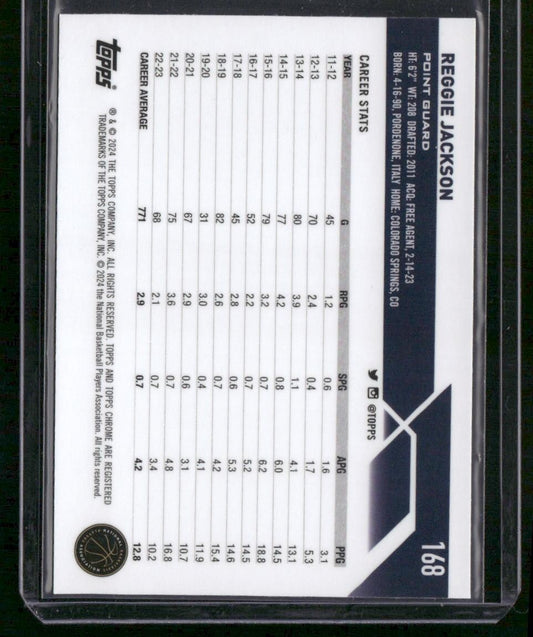 REGGIE JACKSON
168
POINT GUARD
HT: 6'2" WT: 208 DRAFTED: 2011 ACQ: FREE AGENT, 2-14-23
BORN: 4-16-90, PORDENONE, ITALY HOME: COLORADO SPRINGS, CO
CAREER STATS @TOPPS
YEAR G RPG SPG APG PPG
11-12 45 1.2 0.6 1.6 3.1
12-13 70 2.4 0.4 1.7 5.3
13-14 80 3.9 1.1 4.1 13.1
14-15 77 4.2 0.8 6.0 14.5
15-16 79 3.2 0.7 6.2 18.8
16-17 52 2.2 0.7 5.2 14.5
17-18 45 2.8 0.6 5.3 14.6
18-19 82 2.6 0.7 4.2 15.4
19-20 31 3.0 0.4 4.1 11.9
20-21 67 2.9 0.6 3.1 10.7
21-22 75 3.6 0.7 4.8 16.8
22-23 68 2.1 0.7 3.4 10.2
CAREER AVERAGE 771 2.9 0.7 4.2 12.8
topps
® & © 2024 THE TOPPS COMPANY, INC. ALL RIGHTS RESERVED. TOPPS AND TOPPS CHROME ARE REGISTERED
TRADEMARKS OF THE TOPPS COMPANY, INC. © 2024 the National Basketball Players Association. All rights reserved.